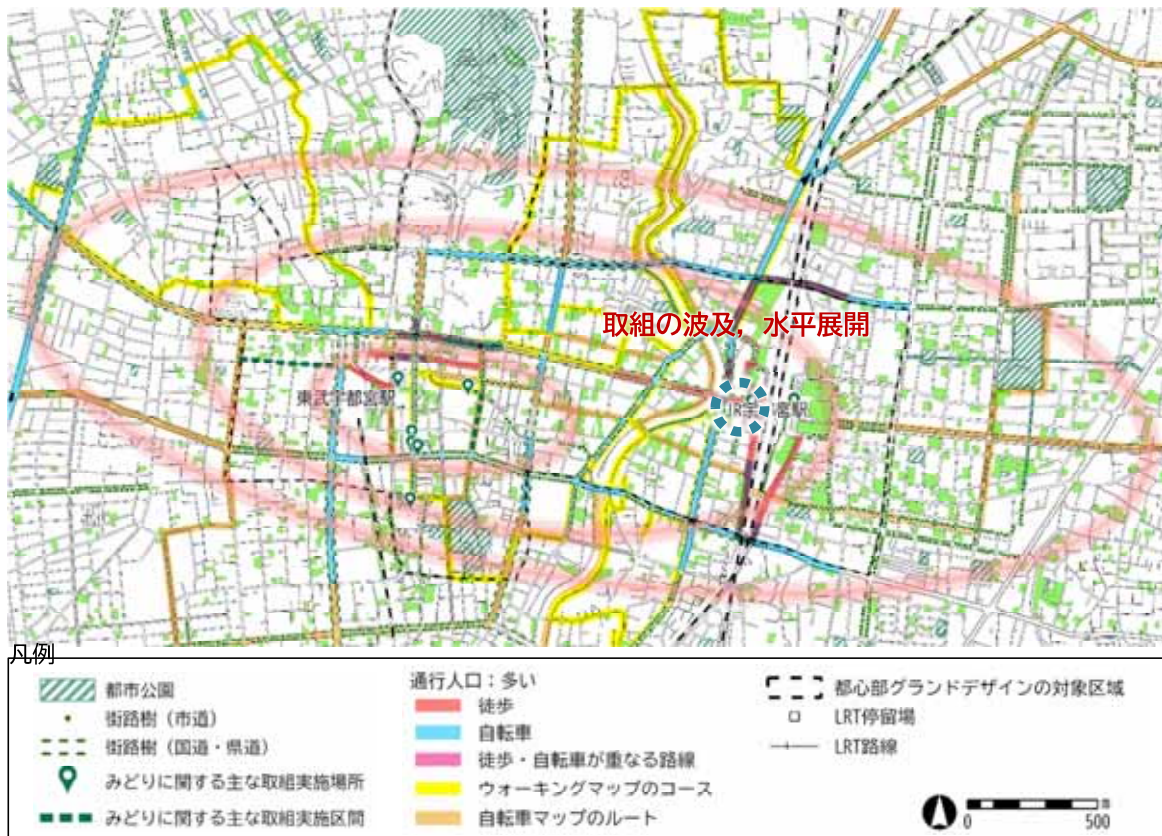 取組の波及，水平展開
東武宇都宮駅
JR宇 宮駅
凡例
都市公園
街路樹（市道）
街路樹（国道・県道）
みどりに関する主な取組実施場所
みどりに関する主な取組実施区間
通行人口：多い
徒歩
自転車
徒歩・自転車が重なる路線
ウォーキングマップのコース
自転車マップのルート
都心部グランドデザインの対象区域
LRT停留場
LRT路線
0 500
m